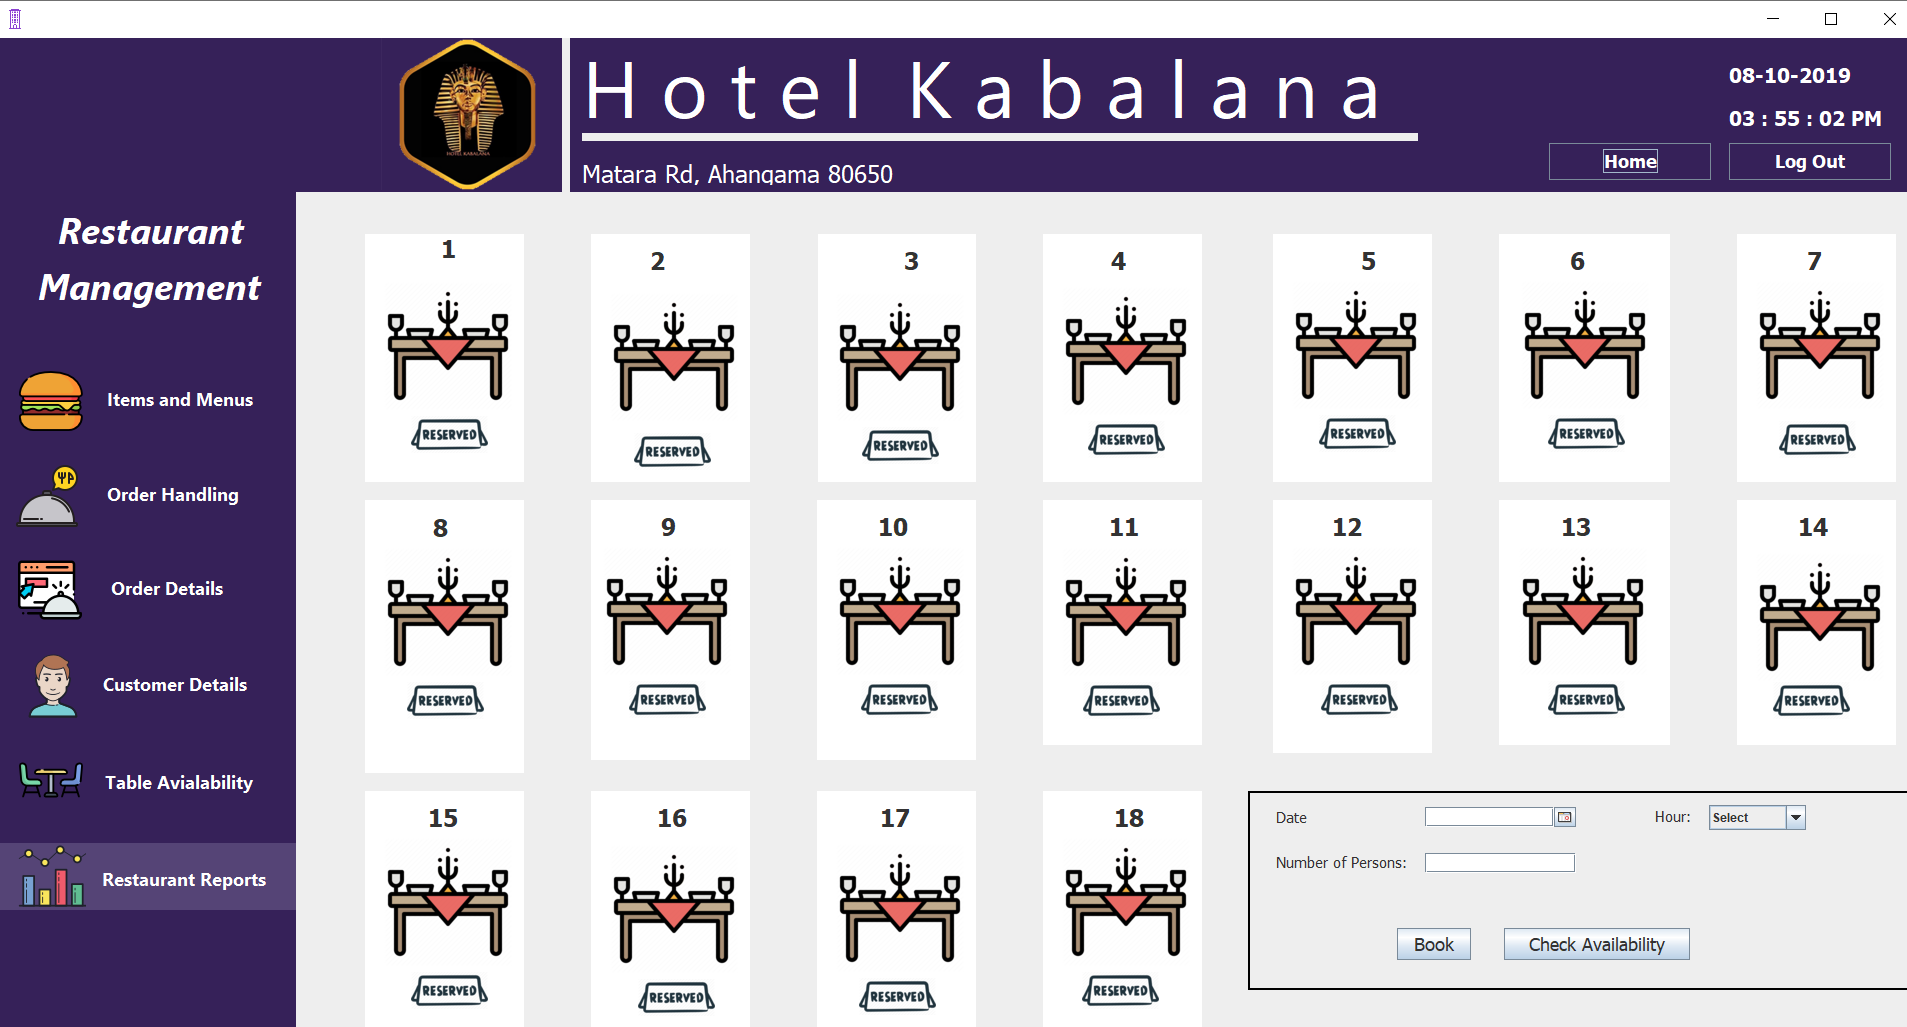 Hotel Kabalana
08-10-2019
03 : 55 : 02 PM
HOTEL KABALANA
Matara Rd, Ahangama 80650
Home
Log Out
Restaurant
Management
Items and Menus
Order Handling
Order Details
Customer Details
Table Avialability
Restaurant Reports
1
2
3
4
5
6
7
RESERVED
RESERVED
RESERVED
RESERVED
RESERVED
RESERVED
RESERVED
8
9
10
11
12
13
14
RESERVED
RESERVED
RESERVED
RESERVED
RESERVED
RESERVED
RESERVED
15
16
17
18
RESERVED
RESERVED
RESERVED
RESERVED
Date
Hour:
Select
Number of Persons:
Book
Check Availability